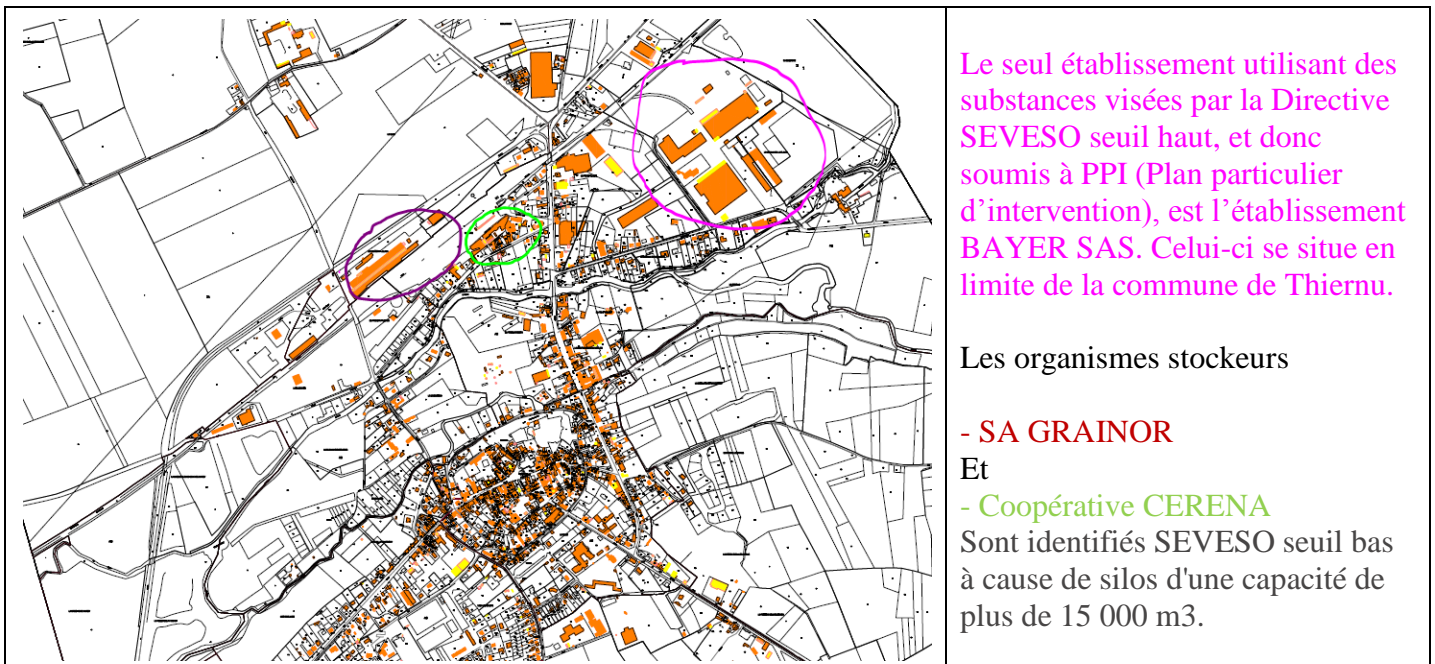 Le seul établissement utilisant des
substances visées par la Directive
SEVESO seuil haut, et donc
soumis à PPI (Plan particulier
d’intervention), est l’établissement
BAYER SAS. Celui-ci se situe en
limite de la commune de Thiernu.
Les organismes stockeurs
- SA GRAINOR
Et
- Coopérative CERENA
Sont identifiés SEVESO seuil bas
à cause de silos d'une capacité de
plus de 15 000 m3.